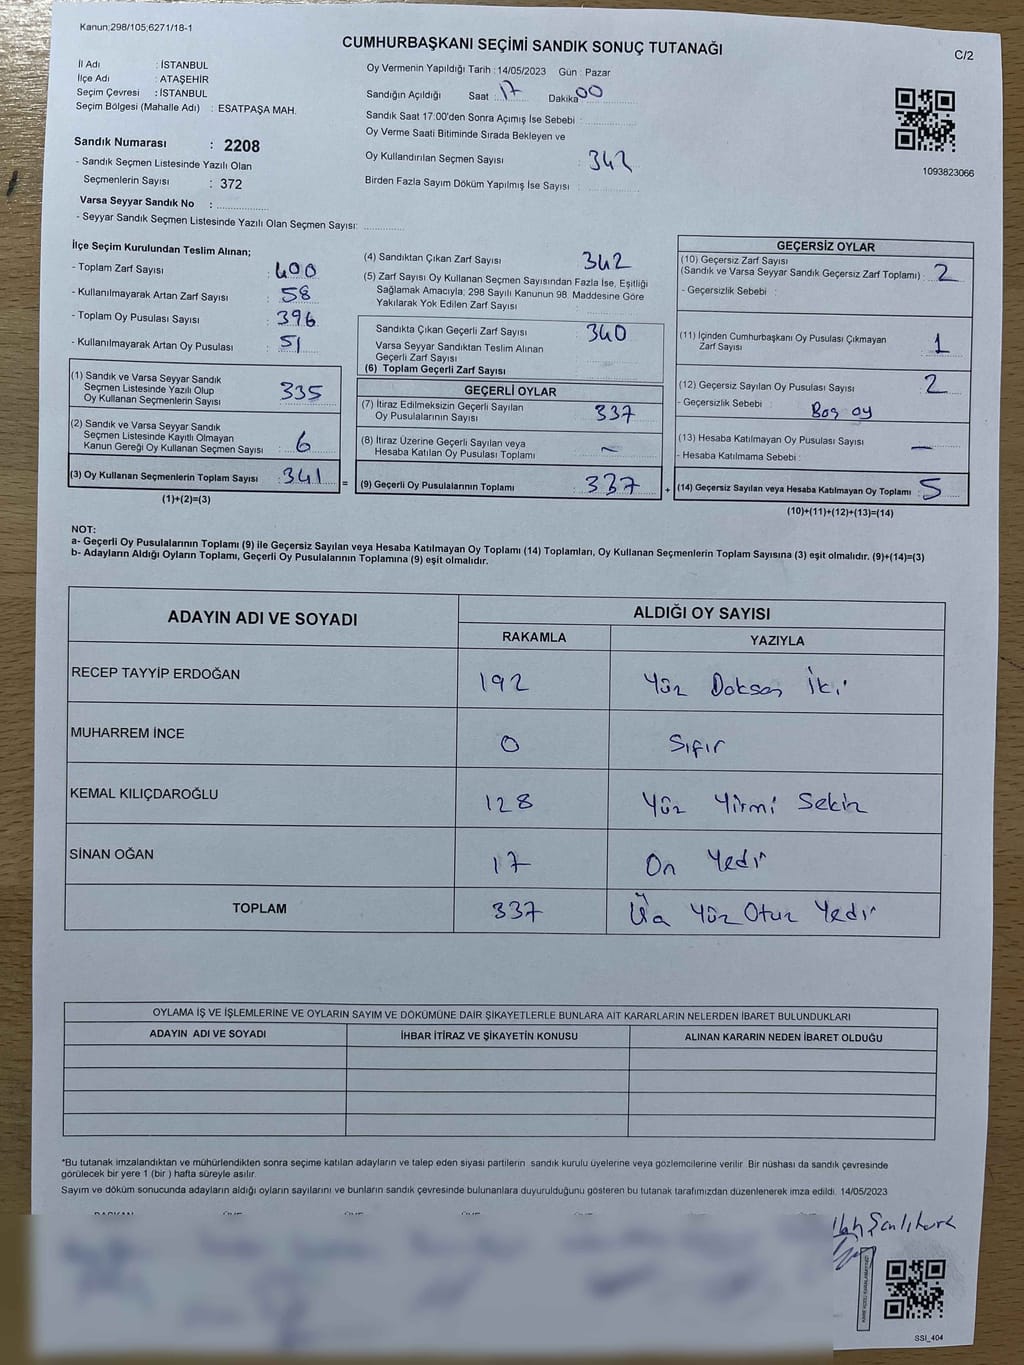 Kanun;298/105;6271/18-1
CUMHURBAŞKANI SEÇİMİ SANDIK SONUÇ TUTANAĞI
C/2
İl Adı : İSTANBUL
İlçe Adı : ATAŞEHİR
Seçim Çevresi : İSTANBUL
Seçim Bölgesi (Mahalle Adı) : ESATPAŞA MAH.
Sandık Numarası : 2208
- Sandık Seçmen Listesinde Yazılı Olan
Seçmenlerin Sayısı : 372
Varsa Seyyar Sandık No :
- Seyyar Sandık Seçmen Listesinde Yazılı Olan Seçmen Sayısı:
Oy Vermenin Yapıldığı Tarih : 14/05/2023 Gün : Pazar
Sandığın Açıldığı Saat : 17 Dakika 00
Sandık Saat 17:00'den Sonra Açımış İse Sebebi :
Oy Verme Saati Bitiminde Sırada Bekleyen ve
Oy Kullandırılan Seçmen Sayısı : 342
Birden Fazla Sayım Döküm Yapılmış İse Sayısı :
1093823066
İlçe Seçim Kurulundan Teslim Alınan;
- Toplam Zarf Sayısı : 400
- Kullanılmayarak Artan Zarf Sayısı : 58
- Toplam Oy Pusulası Sayısı : 396
- Kullanılmayarak Artan Oy Pusulası : 51
(1) Sandık ve Varsa Seyyar Sandık
Seçmen Listesinde Yazılı Olup
Oy Kullanan Seçmenlerin Sayısı : 335
(2) Sandık ve Varsa Seyyar Sandık
Seçmen Listesinde Kayıtlı Olmayan
Kanun Gereği Oy Kullanan Seçmen Sayısı : 6
(3) Oy Kullanan Seçmenlerin Toplam Sayısı : 341
(1)+(2)=(3)
=
(4) Sandıktan Çıkan Zarf Sayısı : 342
(5) Zarf Sayısı Oy Kullanan Seçmen Sayısından Fazla İse, Eşitliği
Sağlamak Amacıyla; 298 Sayılı Kanunun 98. Maddesine Göre
Yakılarak Yok Edilen Zarf Sayısı :
Sandıkta Çıkan Geçerli Zarf Sayısı : 340
Varsa Seyyar Sandıktan Teslim Alınan
Geçerli Zarf Sayısı :
(6) Toplam Geçerli Zarf Sayısı
GEÇERLİ OYLAR
(7) İtiraz Edilmeksizin Geçerli Sayılan
Oy Pusulalarının Sayısı : 337
(8) İtiraz Üzerine Geçerli Sayılan veya
Hesaba Katılan Oy Pusulası Toplamı : ~
(9) Geçerli Oy Pusulalarının Toplamı : 337
+
GEÇERSİZ OYLAR
(10) Geçersiz Zarf Sayısı
(Sandık ve Varsa Seyyar Sandık Geçersiz Zarf Toplamı) : 2
- Geçersizlik Sebebi :
(11) İçinden Cumhurbaşkanı Oy Pusulası Çıkmayan
Zarf Sayısı : 1
(12) Geçersiz Sayılan Oy Pusulası Sayısı : 2
- Geçersizlik Sebebi : Boş oy
(13) Hesaba Katılmayan Oy Pusulası Sayısı : —
- Hesaba Katılmama Sebebi :
(14) Geçersiz Sayılan veya Hesaba Katılmayan Oy Toplamı : 5
(10)+(11)+(12)+(13)=(14)
NOT:
a- Geçerli Oy Pusulalarının Toplamı (9) ile Geçersiz Sayılan veya Hesaba Katılmayan Oy Toplamı (14) Toplamları, Oy Kullanan Seçmenlerin Toplam Sayısına (3) eşit olmalıdır. (9)+(14)=(3)
b- Adayların Aldığı Oyların Toplamı, Geçerli Oy Pusulalarının Toplamına (9) eşit olmalıdır.
ADAYIN ADI VE SOYADI ALDIĞI OY SAYISI
RAKAMLA YAZIYLA
RECEP TAYYİP ERDOĞAN 192 Yüz Doksan İki
MUHARREM İNCE 0 Sıfır
KEMAL KILIÇDAROĞLU 128 Yüz Yirmi Sekiz
SİNAN OĞAN 17 On Yedi
TOPLAM 337 Üç Yüz Otuz Yedi
OYLAMA İŞ VE İŞLEMLERİNE VE OYLARIN SAYIM VE DÖKÜMÜNE DAİR ŞİKAYETLERLE BUNLARA AİT KARARLARIN NELERDEN İBARET BULUNDUKLARI
ADAYIN ADI VE SOYADI İHBAR İTİRAZ VE ŞİKAYETİN KONUSU ALINAN KARARIN NEDEN İBARET OLDUĞU
*Bu tutanak imzalandıktan ve mühürlendikten sonra seçime katılan adayların ve talep eden siyasi partilerin sandık kurulu üyelerine veya gözlemcilerine verilir. Bir nüshası da sandık çevresinde
görülecek bir yere 1 (bir ) hafta süreyle asılır.
Sayım ve döküm sonucunda adayların aldığı oyların sayılarını ve bunların sandık çevresinde bulunanlara duyurulduğunu gösteren bu tutanak tarafımızdan düzenlenerek imza edildi. 14/05/2023
BAŞKAN ÜYE ÜYE ÜYE ÜYE ÜYE
SSI_404